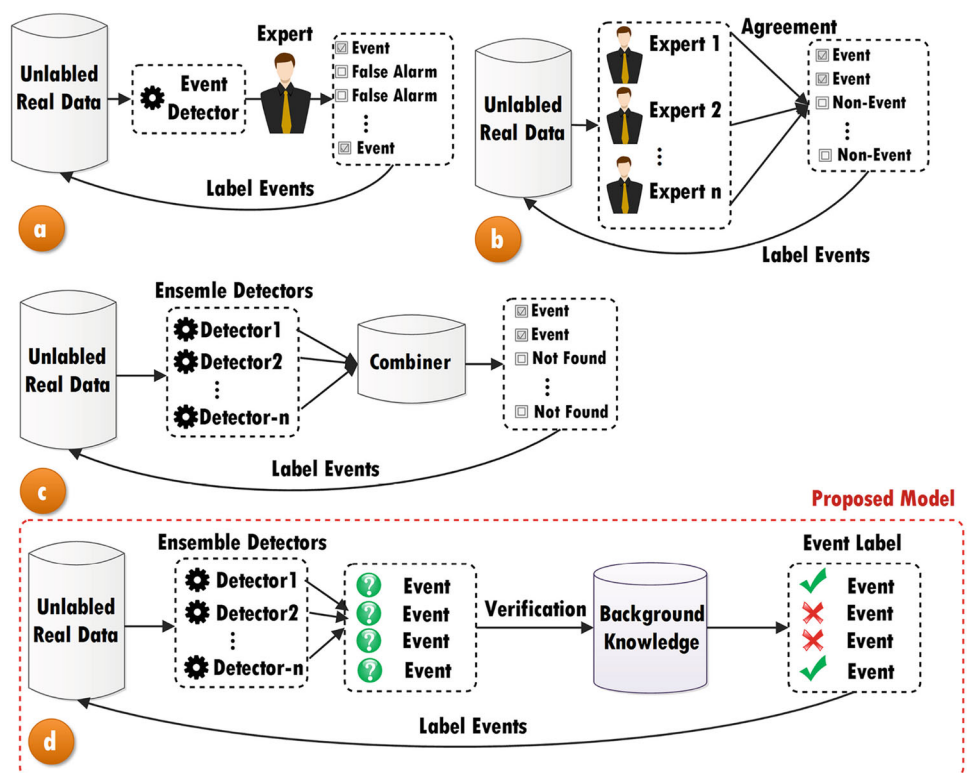 Unlabled
Real Data
Event
Detector
Expert
Event
False Alarm
False Alarm
Event
Label Events
a
Unlabled
Real Data
Expert 1
Expert 2
Expert n
Agreement
Event
Event
Non-Event
Non-Event
Label Events
b
Unlabled
Real Data
Ensemle Detectors
Detector1
Detector2
Detector-n
Combiner
Event
Event
Not Found
Not Found
Label Events
c
Proposed Model
Unlabled
Real Data
Ensemble Detectors
Detector1
Detector2
Detector-n
? Event
? Event
? Event
? Event
Verification
Background
Knowledge
Event Label
Event
Event
Event
Event
Label Events
d